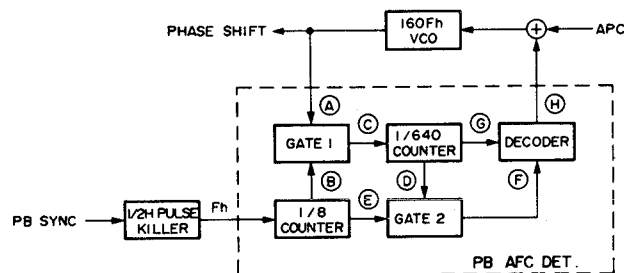 PHASE SHIFT
160Fh
VCO
+
APC
A
C
G
H
GATE 1
1/640
COUNTER
DECODER
B
D
F
PB SYNC
1/2H PULSE
KILLER
Fh
1/8
COUNTER
E
GATE 2
PB AFC DET.